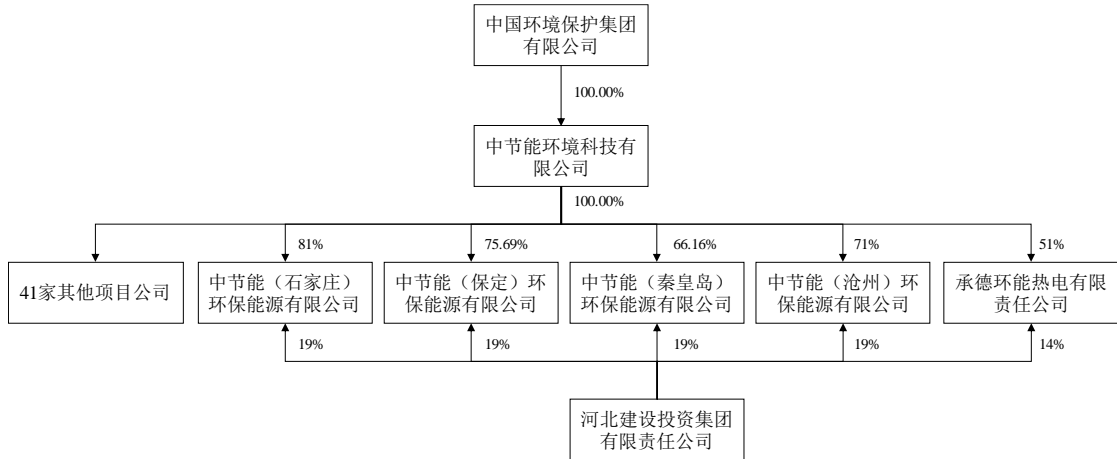 中国环境保护集团
有限公司
100.00%
中节能环境科技有
限公司
100.00%
81%
75.69%
66.16%
71%
51%
41家其他项目公司
中节能（石家庄）
环保能源有限公司
中节能（保定）环
保能源有限公司
中节能（秦皇岛）
环保能源有限公司
中节能（沧州）环
保能源有限公司
承德环能热电有限
责任公司
19%
19%
19%
19%
14%
河北建设投资集团
有限责任公司